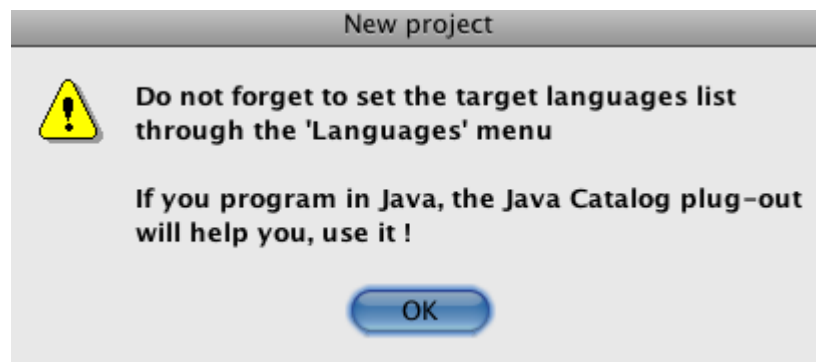 New project
Do not forget to set the target languages list
through the 'Languages' menu
If you program in Java, the Java Catalog plug-out
will help you, use it !
OK